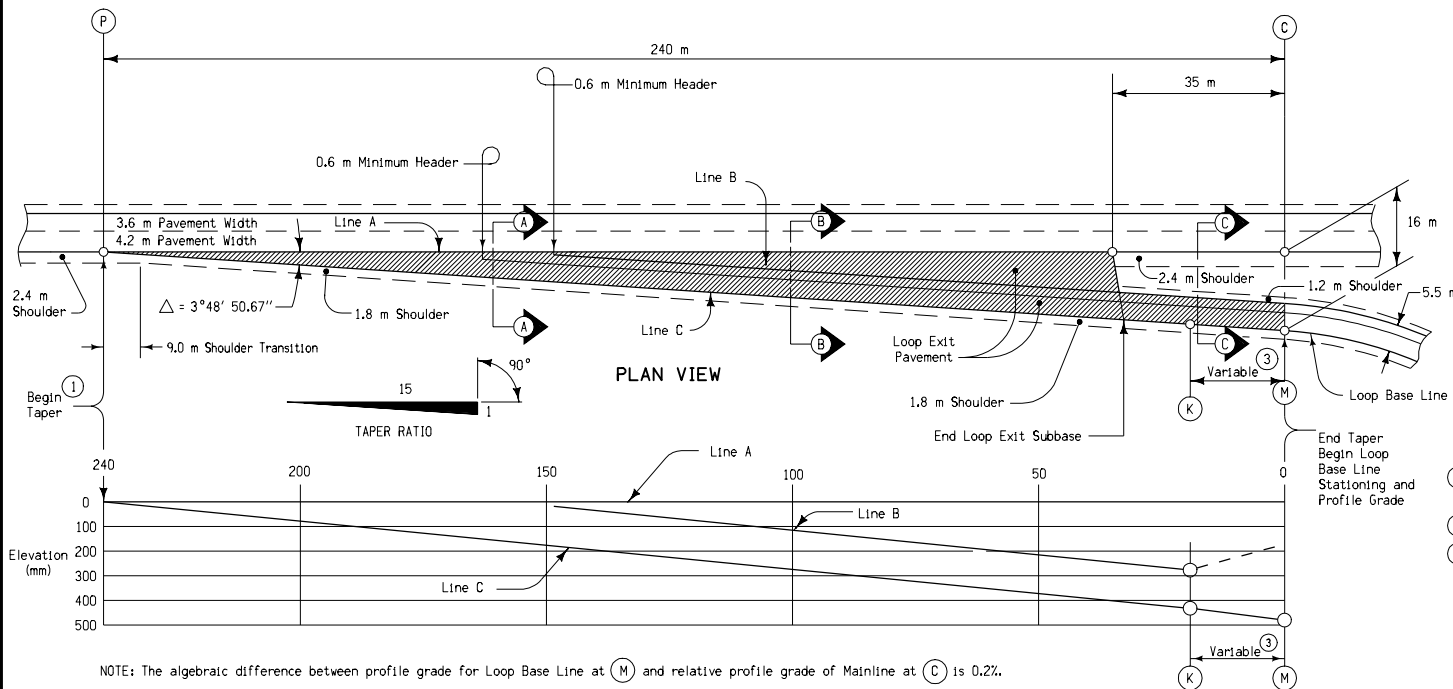 P
C
240 m
35 m
0.6 m Minimum Header
0.6 m Minimum Header
Line B
16 m
3.6 m Pavement Width
4.2 m Pavement Width
Line A
A
B
C
2.4 m Shoulder
1.2 m Shoulder
5.5 m
2.4 m
Shoulder
△ = 3°48' 50.67"
1.8 m Shoulder
Line C
A
B
C
Loop Exit
Pavement
9.0 m Shoulder Transition
PLAN VIEW
Variable 3
Begin
Taper
1
15
90°
1
TAPER RATIO
1.8 m Shoulder
K
M
Loop Base Line
End Loop Exit Subbase
End Taper
Begin Loop
Base Line
Stationing and
Profile Grade
Line A
240
200
150
100
50
0
0
100
200
300
400
500
Elevation
(mm)
Line B
Line C
Variable 3
K
M
NOTE: The algebraic difference between profile grade for Loop Base Line at M and relative profile grade of Mainline at C is 0.2%.